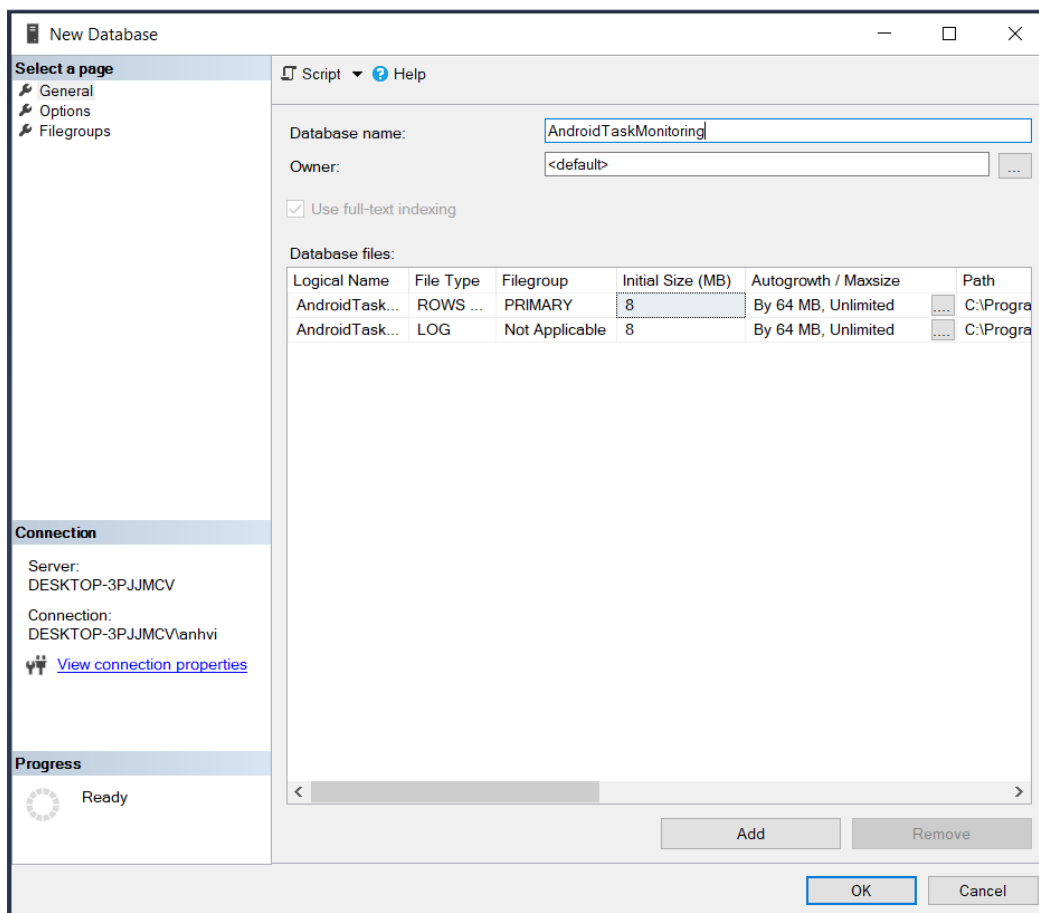 New Database
Select a page
General
Options
Filegroups
Script
Help
Database name:
AndroidTaskMonitoring
Owner:
<default>
...
Use full-text indexing
Database files:
Logical Name File Type Filegroup Initial Size (MB) Autogrowth / Maxsize Path
AndroidTask... ROWS ... PRIMARY 8 By 64 MB, Unlimited .... C:\Progra
AndroidTask... LOG Not Applicable 8 By 64 MB, Unlimited .... C:\Progra
Connection
Server:
DESKTOP-3PJJMCV
Connection:
DESKTOP-3PJJMCV\anhvi
View connection properties
Progress
Ready
Add
Remove
OK
Cancel